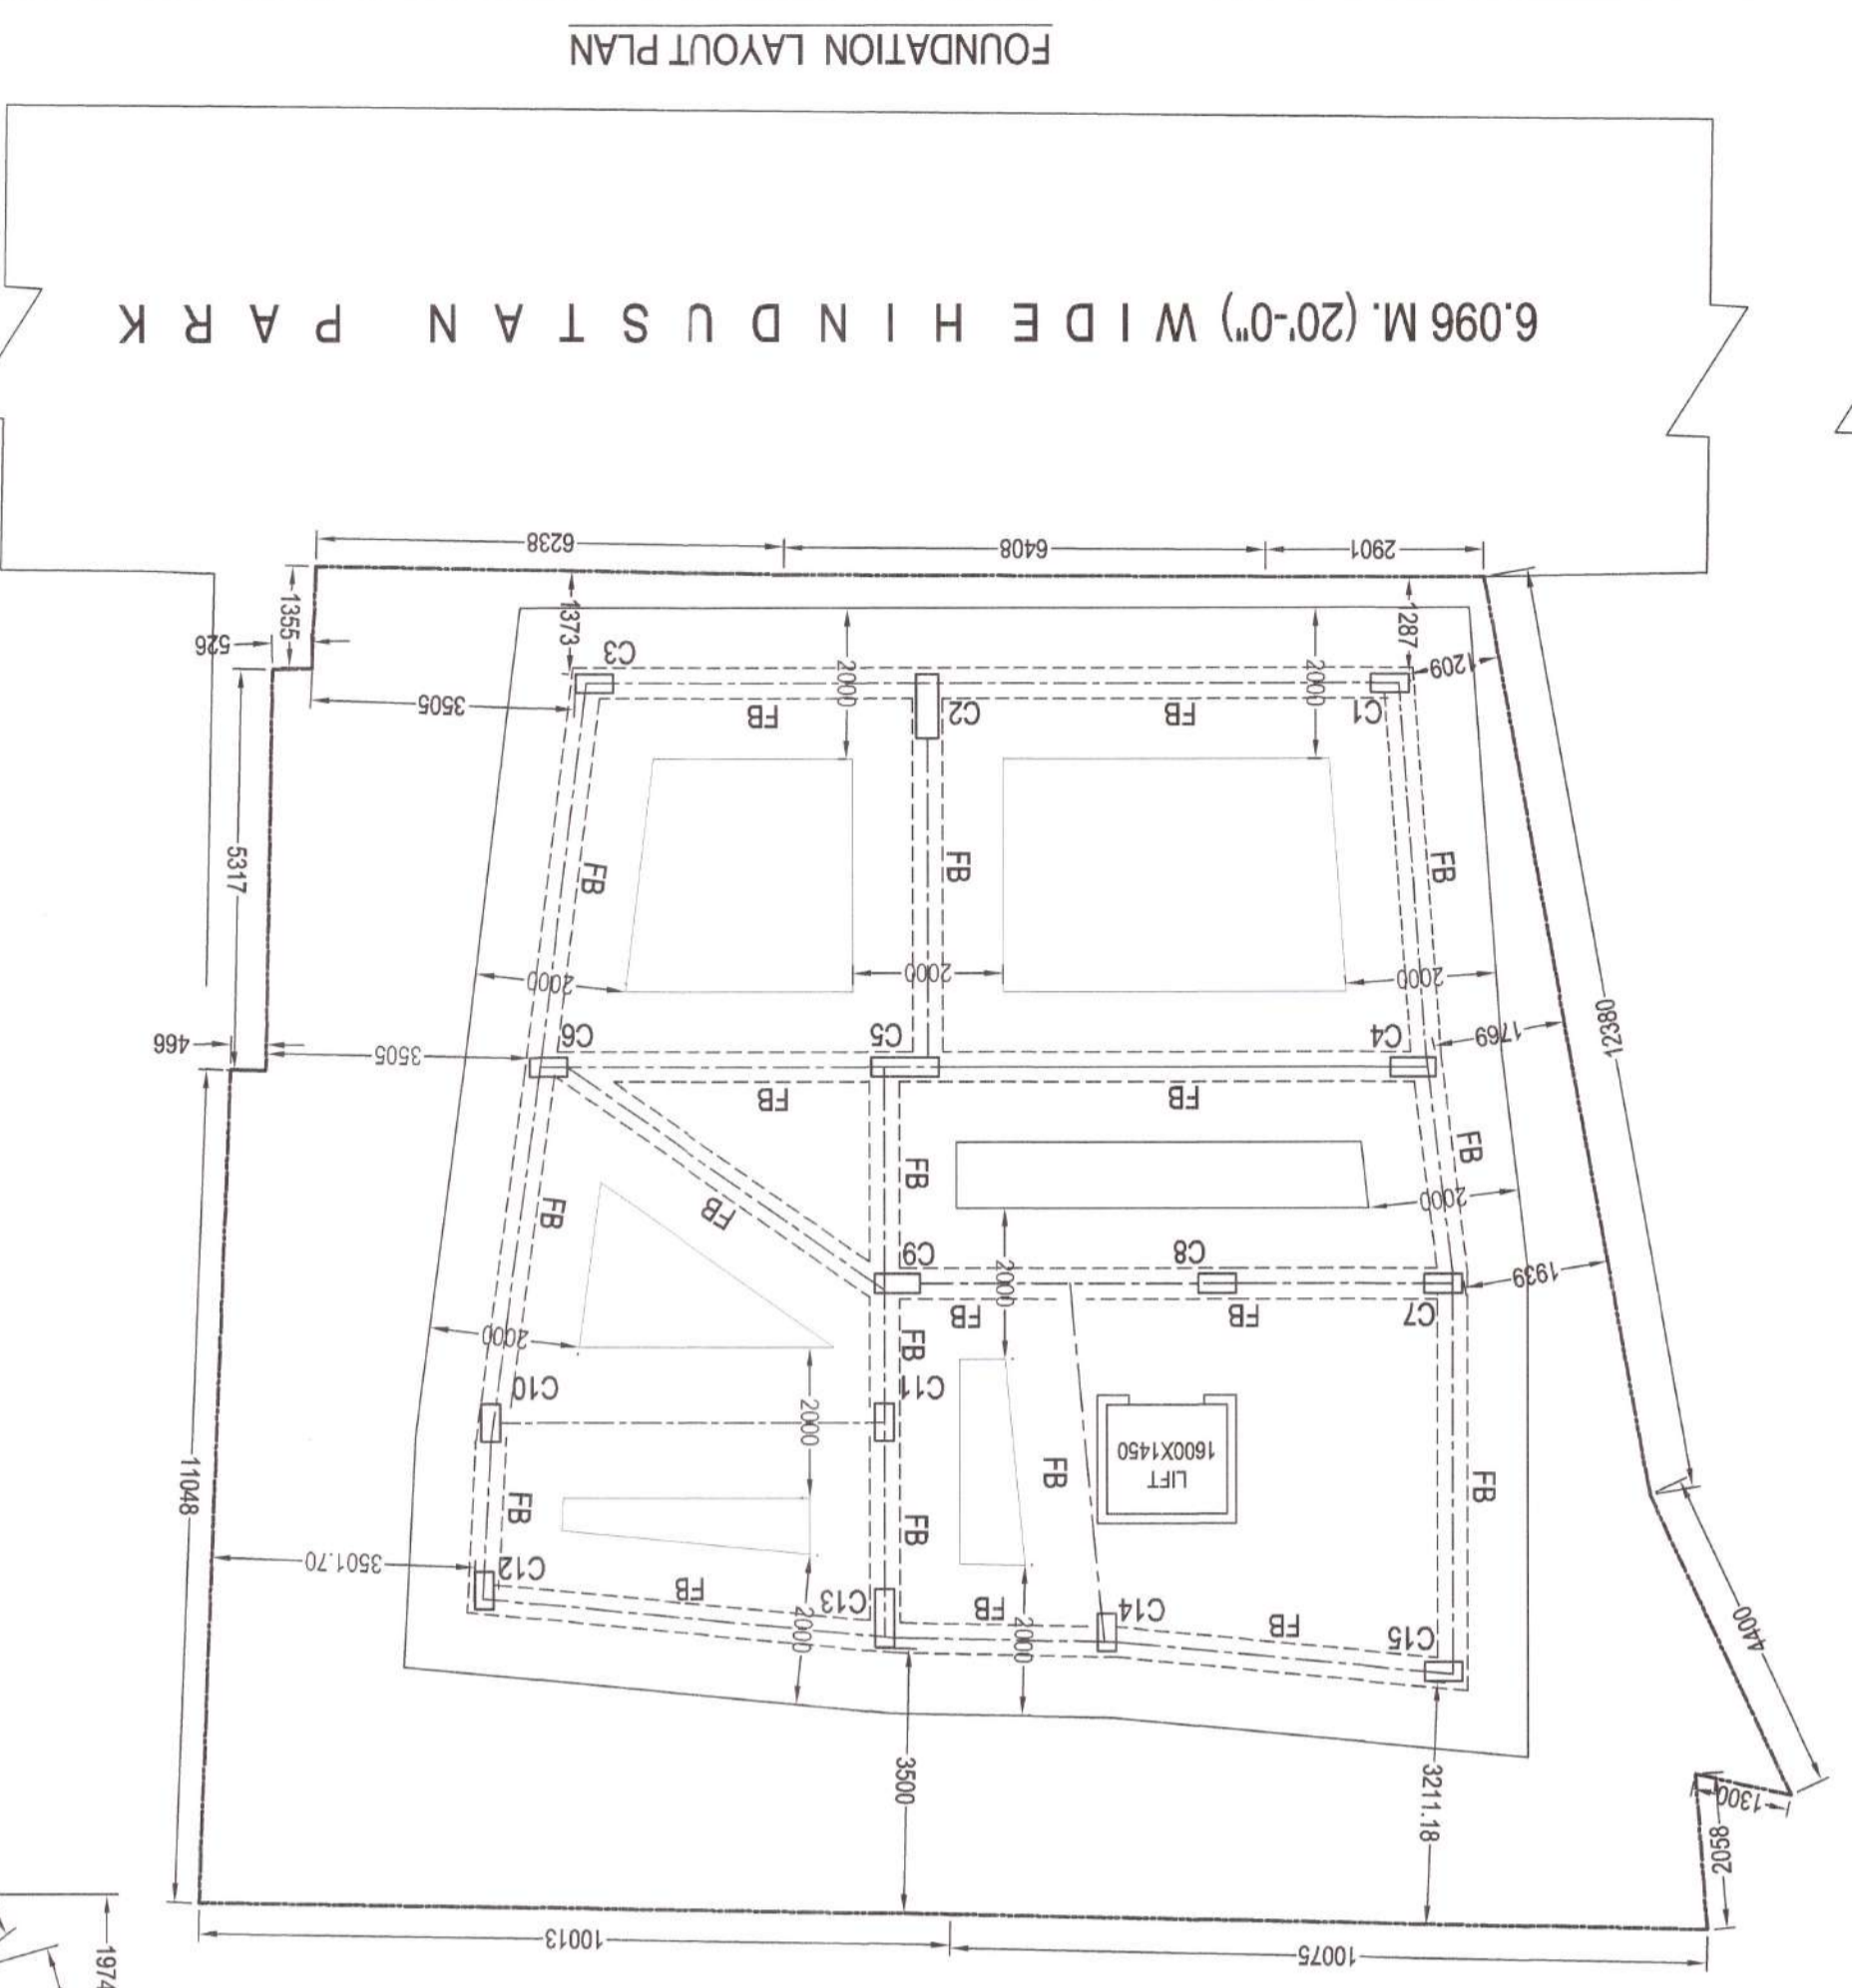 10075
10013
1974
2058
1300
3211.18
3500
4400
C15
FB
C14
FB
2000
C13
2000
FB
C12
3501.70
FB
LIFT
1600X1450
FB
FB
FB
11048
2000
C11
C10
C7
FB
FB
FB
2000
1939
C8
2000
C9
2000
FB
FB
FB
FB
FB
FB
12380
1769
C4
C5
C6
3505
466
2000
2000
2000
FB
FB
FB
5317
C1
FB
C2
FB
C3
3505
1209
2000
2000
526
1287
1373
1355
2901
6408
6238
6.096 M. (20'-0") WIDE HINDUSTAN PARK
FOUNDATION LAYOUT PLAN